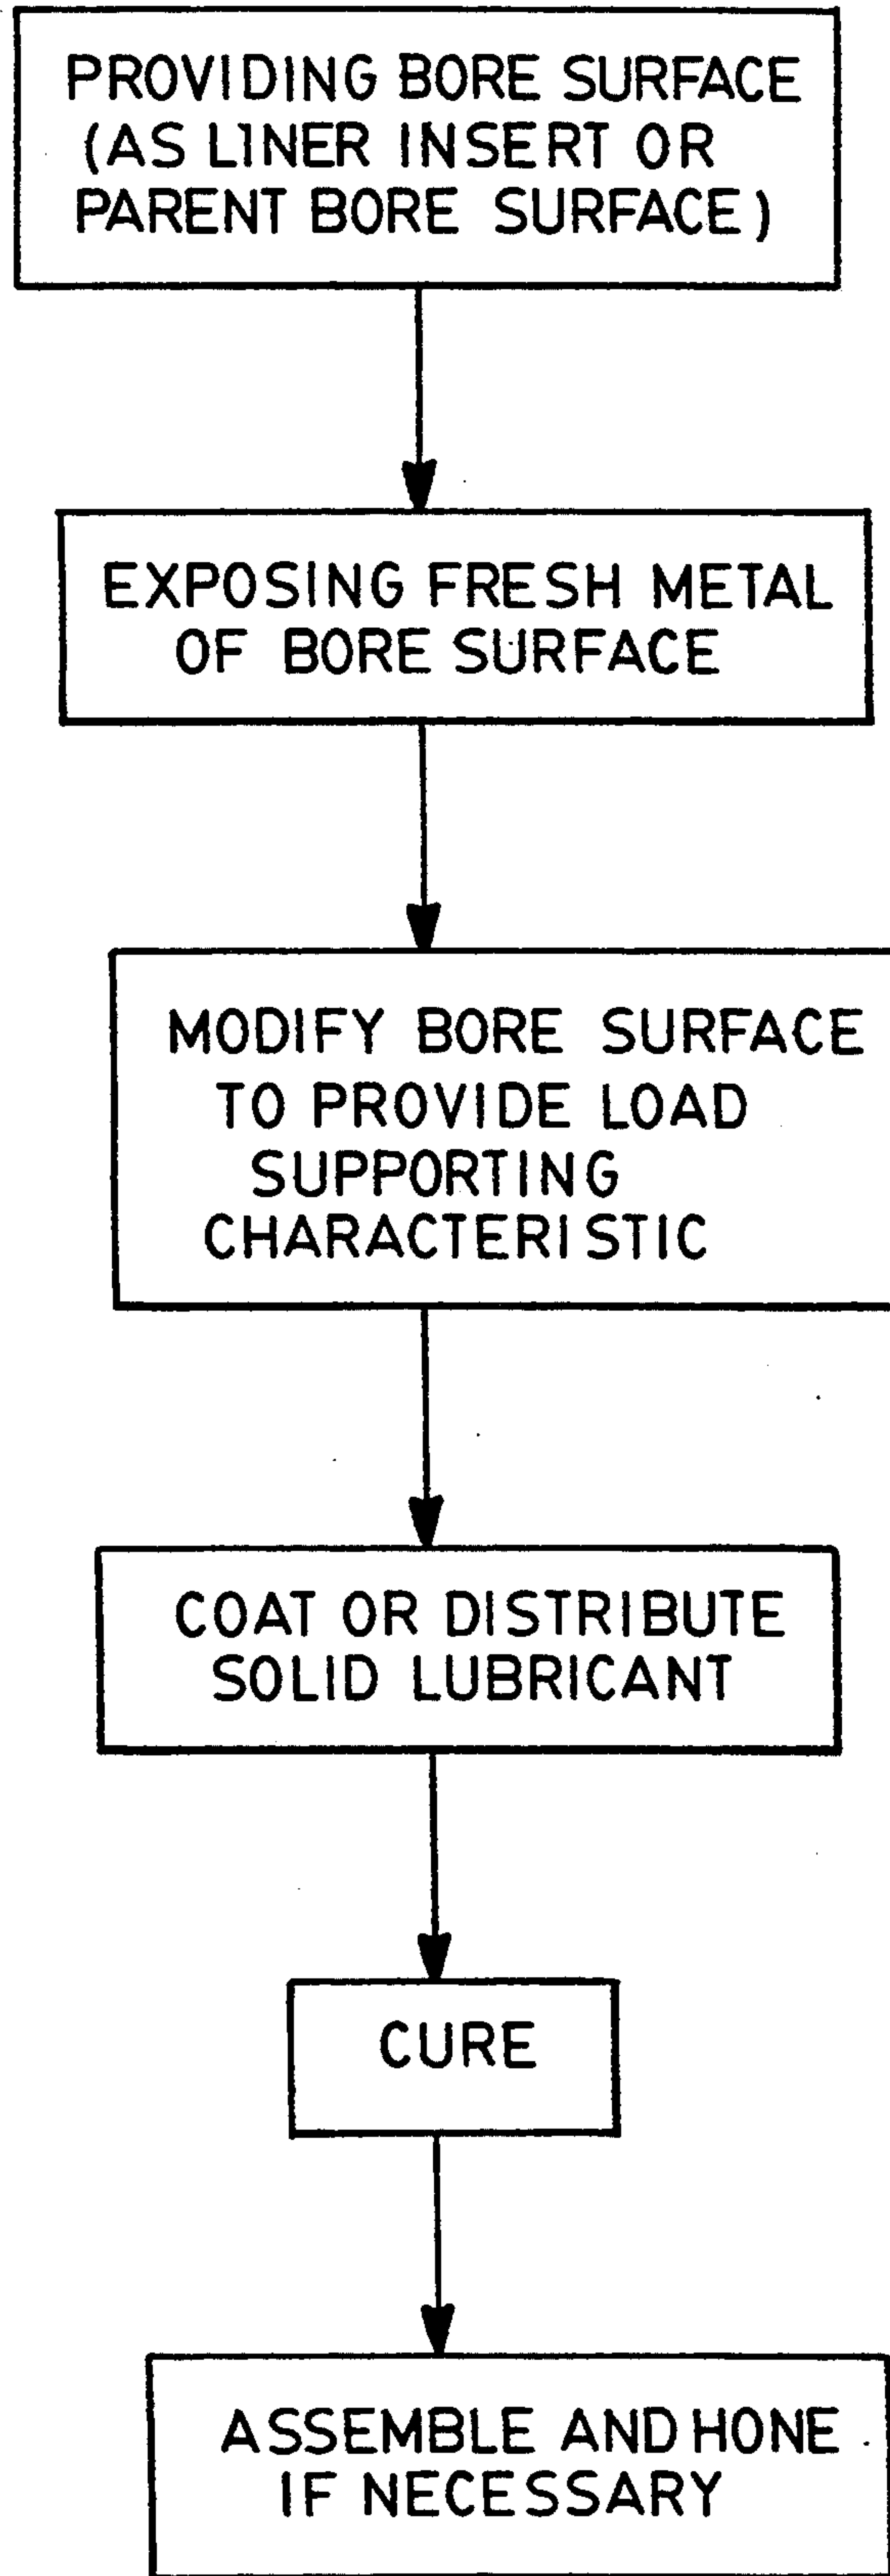 PROVIDING BORE SURFACE
(AS LINER INSERT OR
PARENT BORE SURFACE)
EXPOSING FRESH METAL
OF BORE SURFACE
MODIFY BORE SURFACE
TO PROVIDE LOAD
SUPPORTING
CHARACTERISTIC
COAT OR DISTRIBUTE
SOLID LUBRICANT
CURE
ASSEMBLE AND HONE
IF NECESSARY